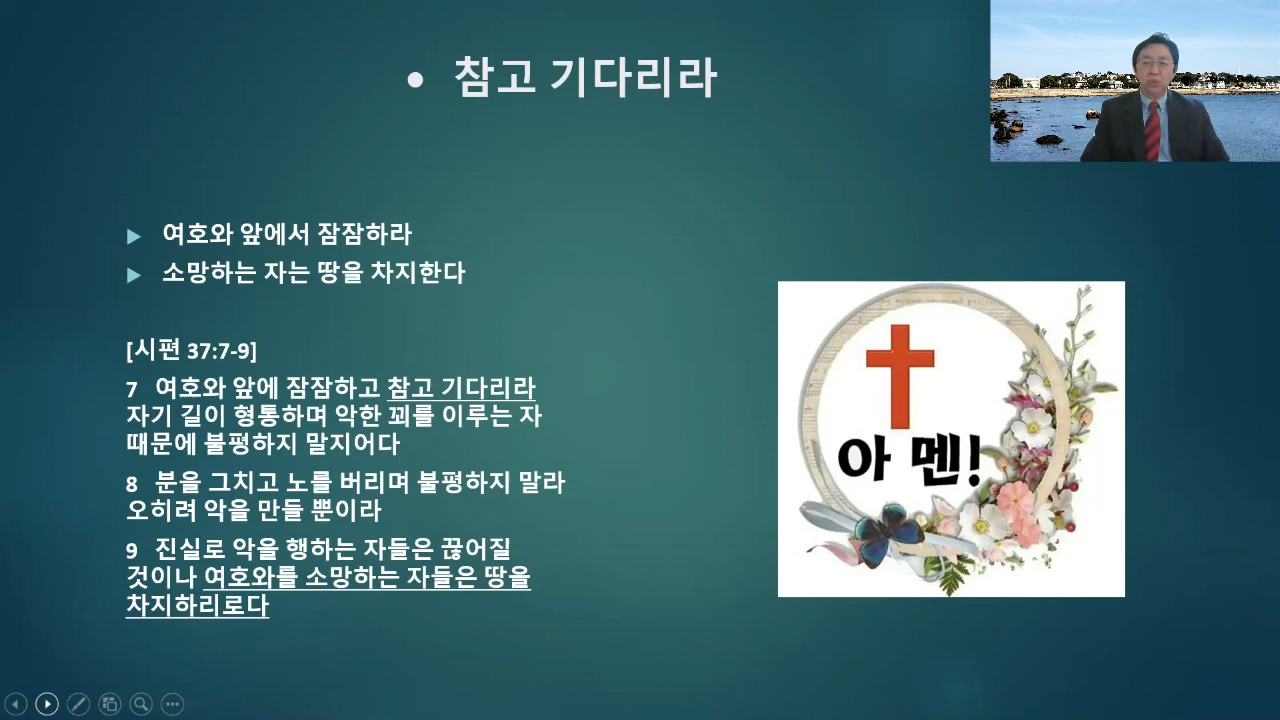 • 참고 기다리라
▶ 여호와 앞에서 잠잠하라
▶ 소망하는 자는 땅을 차지한다
[시편 37:7-9]
7 여호와 앞에 잠잠하고 참고 기다리라
자기 길이 형통하며 악한 꾀를 이루는 자
때문에 불평하지 말지어다
8 분을 그치고 노를 버리며 불평하지 말라
오히려 악을 만들 뿐이라
9 진실로 악을 행하는 자들은 끊어질
것이나 여호와를 소망하는 자들은 땅을
차지하리로다
아멘!